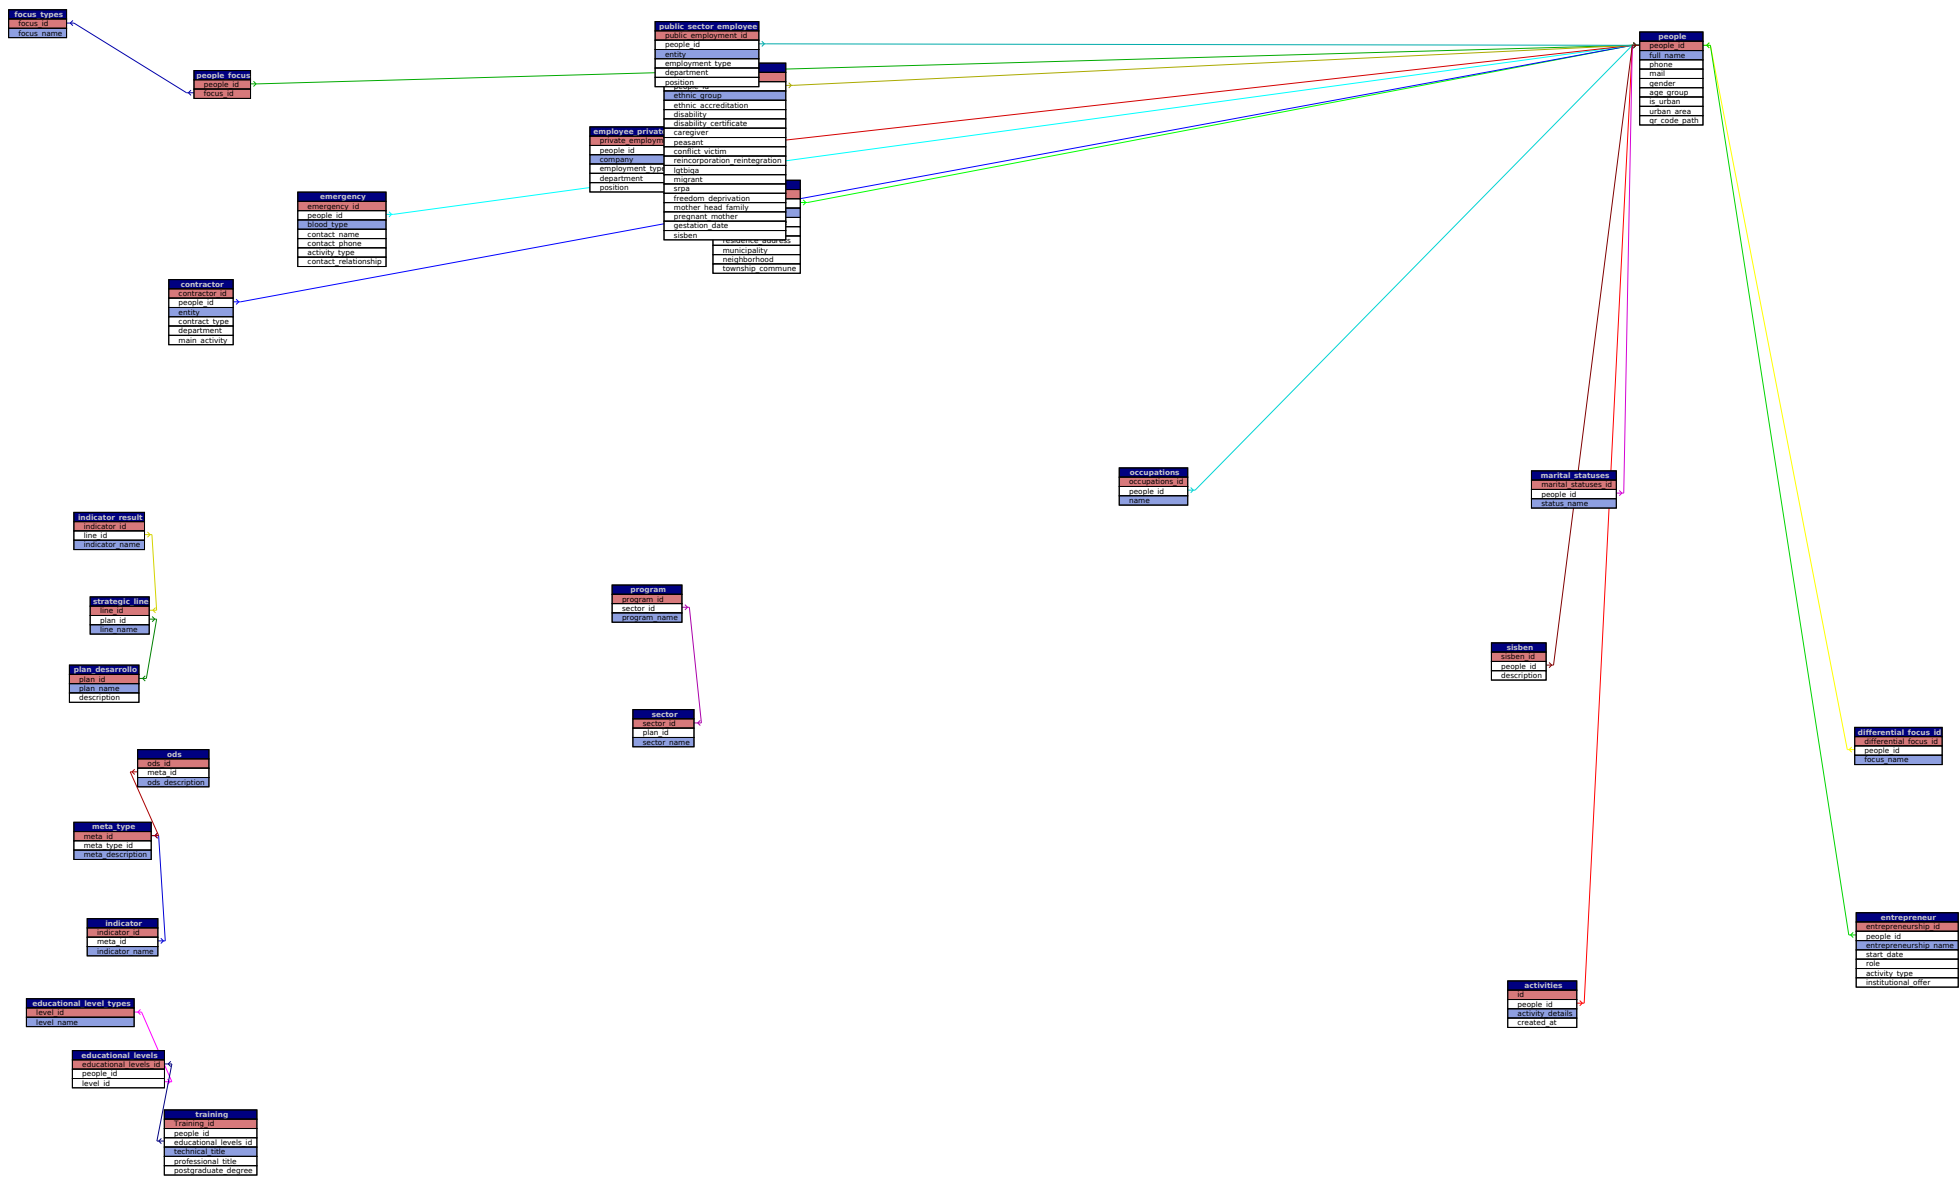 focus_types
focus_id
focus_name
people_focus
people_id
focus_id
public_sector_employee
public_employment_id
people_id
entity
employment_type
department
position
people_id
ethnic_group
ethnic_accreditation
disability
disability_certificate
caregiver
peasant
conflict_victim
reincorporation_reintegration
lgtbiqa
migrant
srpa
freedom_deprivation
mother_head_family
pregnant_mother
gestation_date
sisben
residence_address
municipality
neighborhood
township_commune
employee_private
private_employm
people_id
company
employment_type
department
position
people
people_id
full_name
phone
mail
gender
age_group
is_urban
urban_area
qr_code_path
emergency
emergency_id
people_id
blood_type
contact_name
contact_phone
activity_type
contact_relationship
contractor
contractor_id
people_id
entity
contract_type
department
main_activity
occupations
occupations_id
people_id
name
marital_statuses
marital_statuses_id
people_id
status_name
indicator_result
indicator_id
line_id
indicator_name
strategic_line
line_id
plan_id
line_name
plan_desarrollo
plan_id
plan_name
description
program
program_id
sector_id
program_name
sector
sector_id
plan_id
sector_name
sisben
sisben_id
people_id
description
differential_focus_id
differential_focus_id
people_id
focus_name
ods
ods_id
meta_id
ods_description
meta_type
meta_id
meta_type_id
meta_description
indicator
indicator_id
meta_id
indicator_name
entrepreneur
entrepreneurship_id
people_id
entrepreneurship_name
start_date
role
activity_type
institutional_offer
activities
id
people_id
activity_details
created_at
educational_level_types
level_id
level_name
educational_levels
educational_levels_id
people_id
level_id
training
Training_id
people_id
educational_levels_id
technical_title
professional_title
postgraduate_degree